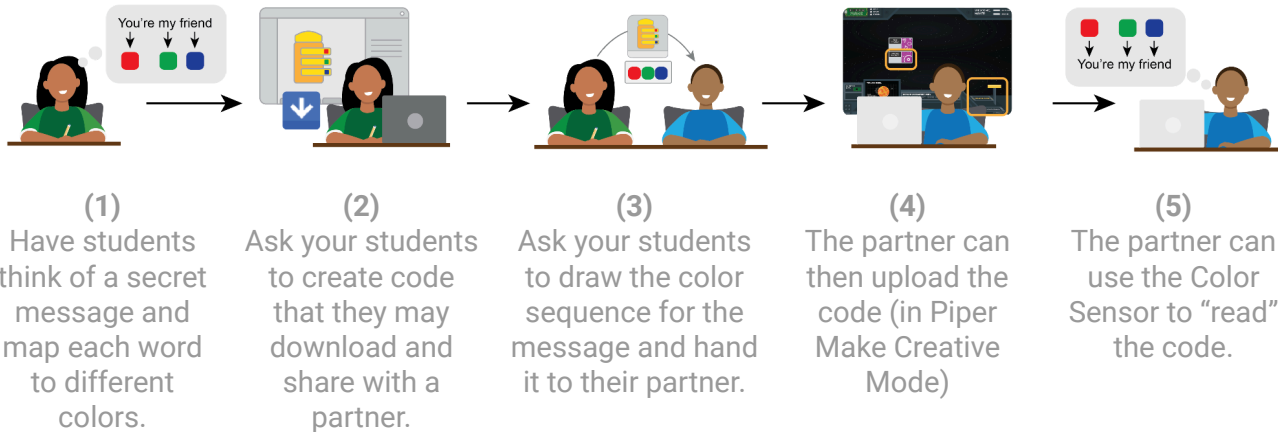 You're my friend
You're my friend
(1)
Have students
think of a secret
message and
map each word
to different
colors.
(2)
Ask your students
to create code
that they may
download and
share with a
partner.
(3)
Ask your students
to draw the color
sequence for the
message and hand
it to their partner.
(4)
The partner can
then upload the
code (in Piper
Make Creative
Mode)
(5)
The partner can
use the Color
Sensor to “read”
the code.